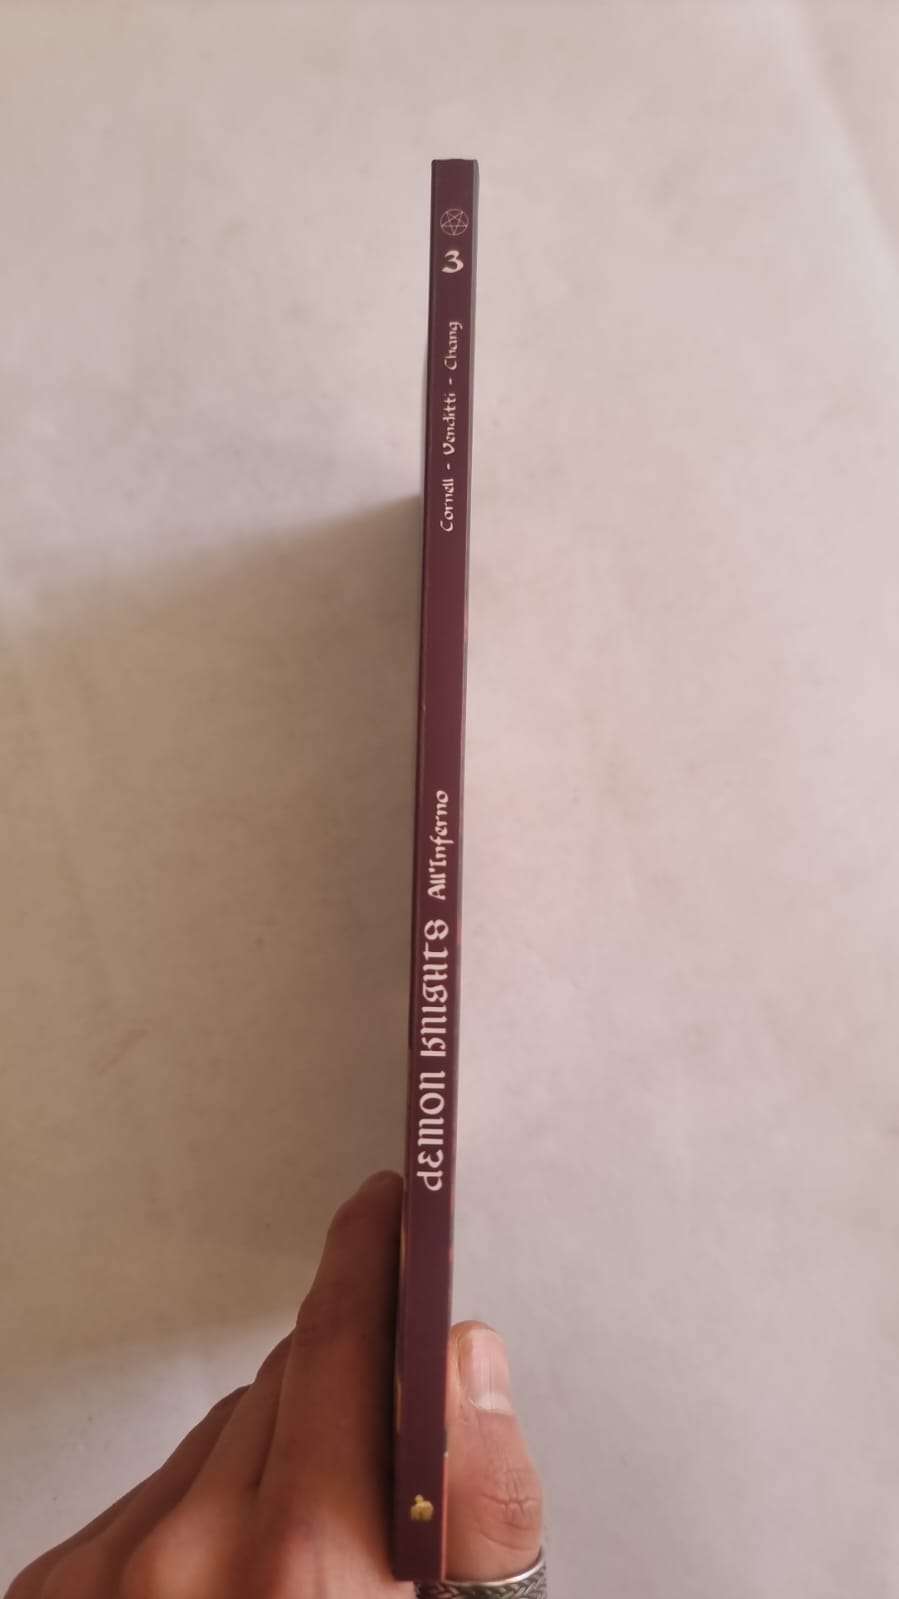 DEMON KNIGHTS All'Inferno
Cornell - Venditti - Chang
3